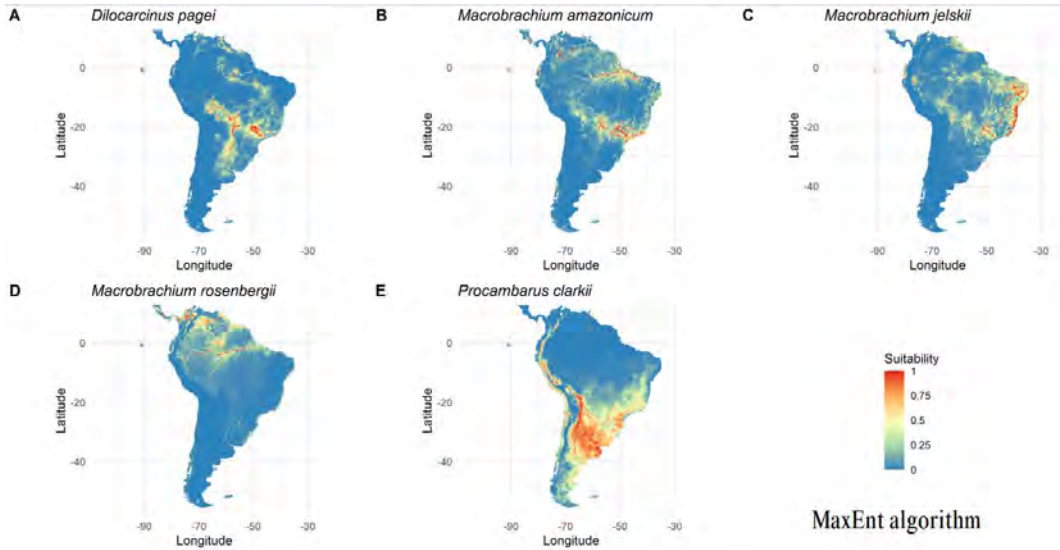 A Dilocarcinus pagei
B Macrobrachium amazonicum
C Macrobrachium jelskii
Latitude
0
-20
-40
-90 -70 -50 -30
Longitude
Latitude
0
-20
-40
-90 -70 -50 -30
Longitude
Latitude
0
-20
-40
-90 -70 -50 -30
Longitude
D Macrobrachium rosenbergii
E Procambarus clarkii
Latitude
0
-20
-40
-90 -70 -50 -30
Longitude
Latitude
0
-20
-40
-90 -70 -50 -30
Longitude
Suitability
1
0.75
0.5
0.25
0
MaxEnt algorithm